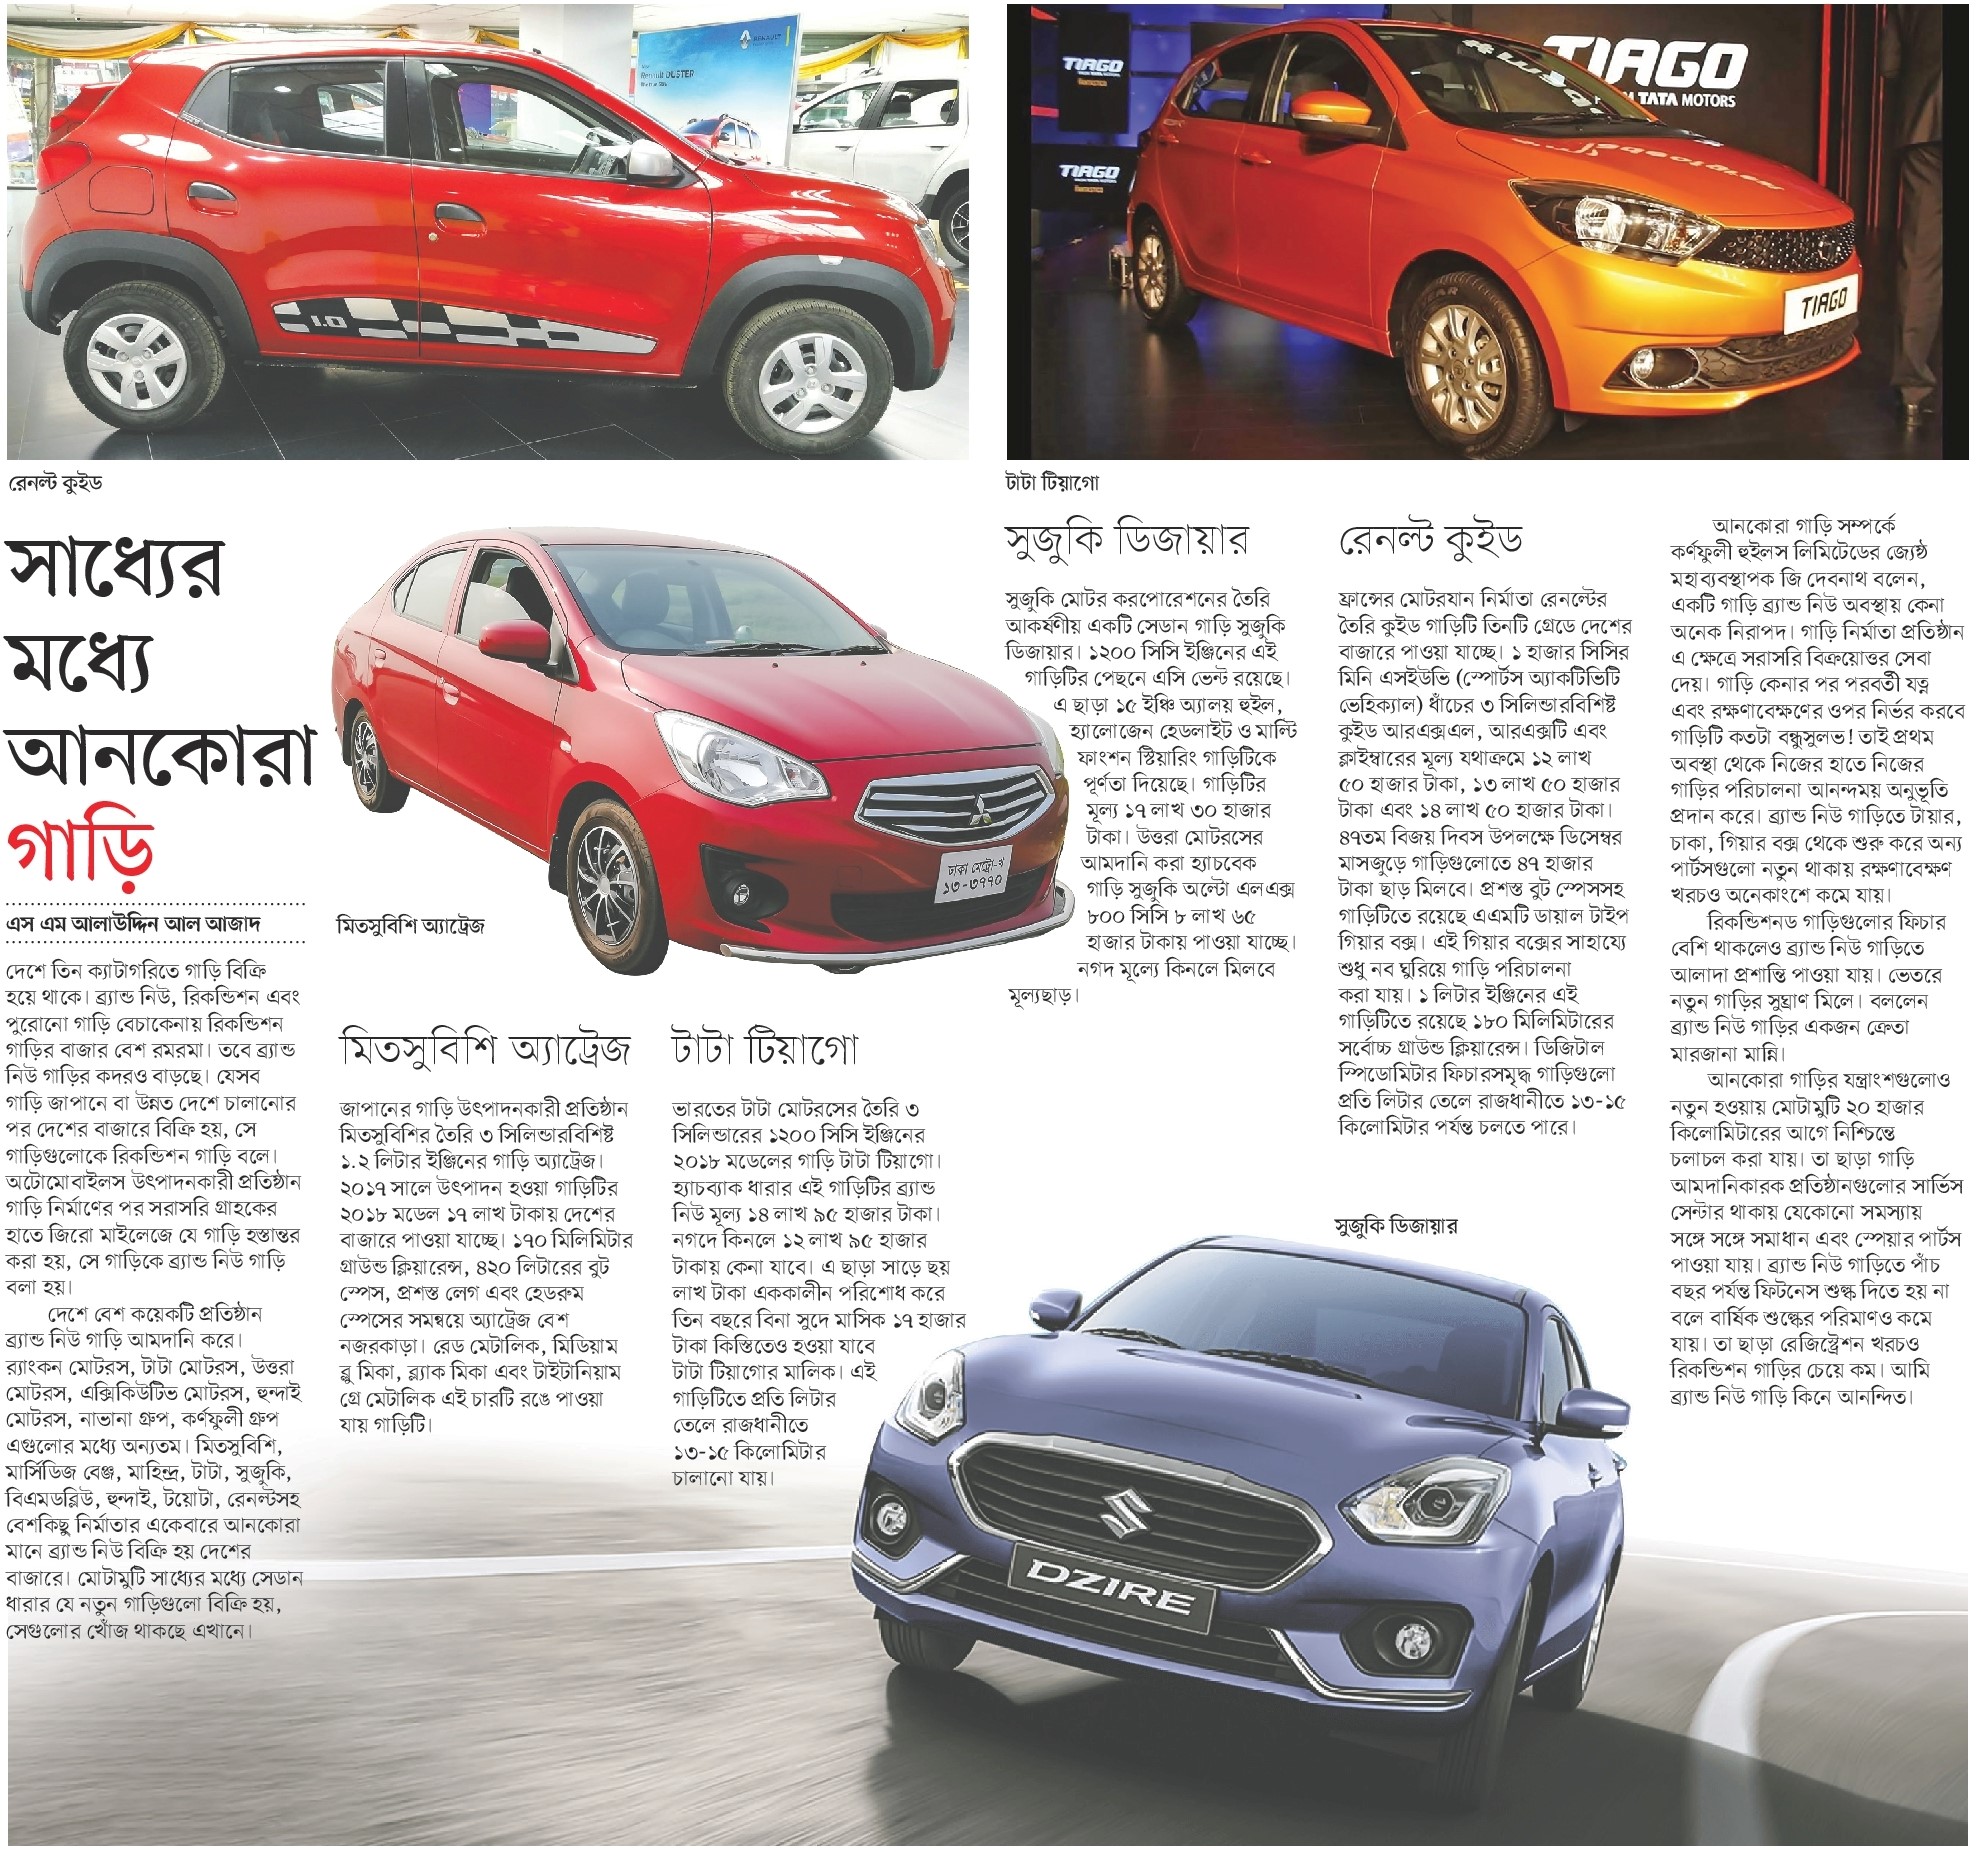 RENAULT
Renault DUSTER
1.0
TIAGO
TATA MOTORS
TIAGO
TIAGO
TIAGO
রেনল্ট কুইড
টাটা টিয়াগো
সাধ্যের
মধ্যে
আনকোরা
গাড়ি
এস এম আলাউদ্দিন আল আজাদ
দেশে তিন ক্যাটাগরিতে গাড়ি বিক্রি
হয়ে থাকে। ব্র্যান্ড নিউ, রিকন্ডিশন এবং
পুরোনো গাড়ি বেচাকেনায় রিকন্ডিশন
গাড়ির বাজার বেশ রমরমা। তবে ব্র্যান্ড
নিউ গাড়ির কদরও বাড়ছে। যেসব
গাড়ি জাপানে বা উন্নত দেশে চালানোর
পর দেশের বাজারে বিক্রি হয়, সে
গাড়িগুলোকে রিকন্ডিশন গাড়ি বলে।
অটোমোবাইলস উৎপাদনকারী প্রতিষ্ঠান
গাড়ি নির্মাণের পর সরাসরি গ্রাহকের
হাতে জিরো মাইলেজে যে গাড়ি হস্তান্তর
করা হয়, সে গাড়িকে ব্র্যান্ড নিউ গাড়ি
বলা হয়।
দেশে বেশ কয়েকটি প্রতিষ্ঠান
ব্র্যান্ড নিউ গাড়ি আমদানি করে।
র‍্যাংকন মোটরস, টাটা মোটরস, উত্তরা
মোটরস, এক্সিকিউটিভ মোটরস, হুন্দাই
মোটরস, নাভানা গ্রুপ, কর্ণফুলী গ্রুপ
এগুলোর মধ্যে অন্যতম। মিতসুবিশি,
মার্সিডিজ বেঞ্জ, মাহিন্দ্র, টাটা, সুজুকি,
বিএমডব্লিউ, হুন্দাই, টয়োটা, রেনল্টসহ
বেশকিছু নির্মাতার একেবারে আনকোরা
মানে ব্র্যান্ড নিউ বিক্রি হয় দেশের
বাজারে। মোটামুটি সাধ্যের মধ্যে সেডান
ধারার যে নতুন গাড়িগুলো বিক্রি হয়,
সেগুলোর খোঁজ থাকছে এখানে।
ঢাকা মেট্রো-খ
১৩-৩৭৭০
মিতসুবিশি অ্যাট্রেজ
মিতসুবিশি অ্যাট্রেজ
জাপানের গাড়ি উৎপাদনকারী প্রতিষ্ঠান
মিতসুবিশির তৈরি ৩ সিলিন্ডারবিশিষ্ট
১.২ লিটার ইঞ্জিনের গাড়ি অ্যাট্রেজ।
২০১৭ সালে উৎপাদন হওয়া গাড়িটির
২০১৮ মডেল ১৭ লাখ টাকায় দেশের
বাজারে পাওয়া যাচ্ছে। ১৭০ মিলিমিটার
গ্রাউন্ড ক্লিয়ারেন্স, ৪২০ লিটারের বুট
স্পেস, প্রশস্ত লেগ এবং হেডরুম
স্পেসের সমন্বয়ে অ্যাট্রেজ বেশ
নজরকাড়া। রেড মেটালিক, মিডিয়াম
ব্লু মিকা, ব্ল্যাক মিকা এবং টাইটানিয়াম
গ্রে মেটালিক এই চারটি রঙে পাওয়া
যায় গাড়িটি।
টাটা টিয়াগো
ভারতের টাটা মোটরসের তৈরি ৩
সিলিন্ডারের ১২০০ সিসি ইঞ্জিনের
২০১৮ মডেলের গাড়ি টাটা টিয়াগো।
হ্যাচব্যাক ধারার এই গাড়িটির ব্র্যান্ড
নিউ মূল্য ১৪ লাখ ৯৫ হাজার টাকা।
নগদে কিনলে ১২ লাখ ৯৫ হাজার
টাকায় কেনা যাবে। এ ছাড়া সাড়ে ছয়
লাখ টাকা এককালীন পরিশোধ করে
তিন বছরে বিনা সুদে মাসিক ১৭ হাজার
টাকা কিস্তিতেও হওয়া যাবে
টাটা টিয়াগোর মালিক। এই
গাড়িটিতে প্রতি লিটার
তেলে রাজধানীতে
১৩-১৫ কিলোমিটার
চালানো যায়।
সুজুকি ডিজায়ার
সুজুকি মোটর করপোরেশনের তৈরি
আকর্ষণীয় একটি সেডান গাড়ি সুজুকি
ডিজায়ার। ১২০০ সিসি ইঞ্জিনের এই
গাড়িটির পেছনে এসি ভেন্ট রয়েছে।
এ ছাড়া ১৫ ইঞ্চি অ্যালয় হুইল,
হ্যালোজেন হেডলাইট ও মাল্টি
ফাংশন স্টিয়ারিং গাড়িটিকে
পূর্ণতা দিয়েছে। গাড়িটির
মূল্য ১৭ লাখ ৩০ হাজার
টাকা। উত্তরা মোটরসের
আমদানি করা হ্যাচবেক
গাড়ি সুজুকি অল্টো এলএক্স
৮০০ সিসি ৮ লাখ ৬৫
হাজার টাকায় পাওয়া যাচ্ছে।
নগদ মূল্যে কিনলে মিলবে
মূল্যছাড়।
রেনল্ট কুইড
ফ্রান্সের মোটরযান নির্মাতা রেনল্টের
তৈরি কুইড গাড়িটি তিনটি গ্রেডে দেশের
বাজারে পাওয়া যাচ্ছে। ১ হাজার সিসির
মিনি এসইউভি (স্পোর্টস অ্যাকটিভিটি
ভেহিক্যাল) ধাঁচের ৩ সিলিন্ডারবিশিষ্ট
কুইড আরএক্সএল, আরএক্সটি এবং
ক্লাইম্বারের মূল্য যথাক্রমে ১২ লাখ
৫০ হাজার টাকা, ১৩ লাখ ৫০ হাজার
টাকা এবং ১৪ লাখ ৫০ হাজার টাকা।
৪৭তম বিজয় দিবস উপলক্ষে ডিসেম্বর
মাসজুড়ে গাড়িগুলোতে ৪৭ হাজার
টাকা ছাড় মিলবে। প্রশস্ত বুট স্পেসসহ
গাড়িটিতে রয়েছে এএমটি ডায়াল টাইপ
গিয়ার বক্স। এই গিয়ার বক্সের সাহায্যে
শুধু নব ঘুরিয়ে গাড়ি পরিচালনা
করা যায়। ১ লিটার ইঞ্জিনের এই
গাড়িটিতে রয়েছে ১৮০ মিলিমিটারের
সর্বোচ্চ গ্রাউন্ড ক্লিয়ারেন্স। ডিজিটাল
স্পিডোমিটার ফিচারসমৃদ্ধ গাড়িগুলো
প্রতি লিটার তেলে রাজধানীতে ১৩-১৫
কিলোমিটার পর্যন্ত চলতে পারে।
সুজুকি ডিজায়ার
DZIRE
আনকোরা গাড়ি সম্পর্কে
কর্ণফুলী হুইলস লিমিটেডের জ্যেষ্ঠ
মহাব্যবস্থাপক জি দেবনাথ বলেন,
একটি গাড়ি ব্র্যান্ড নিউ অবস্থায় কেনা
অনেক নিরাপদ। গাড়ি নির্মাতা প্রতিষ্ঠান
এ ক্ষেত্রে সরাসরি বিক্রয়োত্তর সেবা
দেয়। গাড়ি কেনার পর পরবর্তী যত্ন
এবং রক্ষণাবেক্ষণের ওপর নির্ভর করবে
গাড়িটি কতটা বন্ধুসুলভ! তাই প্রথম
অবস্থা থেকে নিজের হাতে নিজের
গাড়ির পরিচালনা আনন্দময় অনুভূতি
প্রদান করে। ব্র্যান্ড নিউ গাড়িতে টায়ার,
চাকা, গিয়ার বক্স থেকে শুরু করে অন্য
পার্টসগুলো নতুন থাকায় রক্ষণাবেক্ষণ
খরচও অনেকাংশে কমে যায়।
রিকন্ডিশনড গাড়িগুলোর ফিচার
বেশি থাকলেও ব্র্যান্ড নিউ গাড়িতে
আলাদা প্রশান্তি পাওয়া যায়। ভেতরে
নতুন গাড়ির সুঘ্রাণ মিলে। বললেন
ব্র্যান্ড নিউ গাড়ির একজন ক্রেতা
মারজানা মান্নি।
আনকোরা গাড়ির যন্ত্রাংশগুলোও
নতুন হওয়ায় মোটামুটি ২০ হাজার
কিলোমিটারের আগে নিশ্চিন্তে
চলাচল করা যায়। তা ছাড়া গাড়ি
আমদানিকারক প্রতিষ্ঠানগুলোর সার্ভিস
সেন্টার থাকায় যেকোনো সমস্যায়
সঙ্গে সঙ্গে সমাধান এবং স্পেয়ার পার্টস
পাওয়া যায়। ব্র্যান্ড নিউ গাড়িতে পাঁচ
বছর পর্যন্ত ফিটনেস শুল্ক দিতে হয় না
বলে বার্ষিক শুল্কের পরিমাণও কমে
যায়। তা ছাড়া রেজিস্ট্রেশন খরচও
রিকন্ডিশন গাড়ির চেয়ে কম। আমি
ব্র্যান্ড নিউ গাড়ি কিনে আনন্দিত।